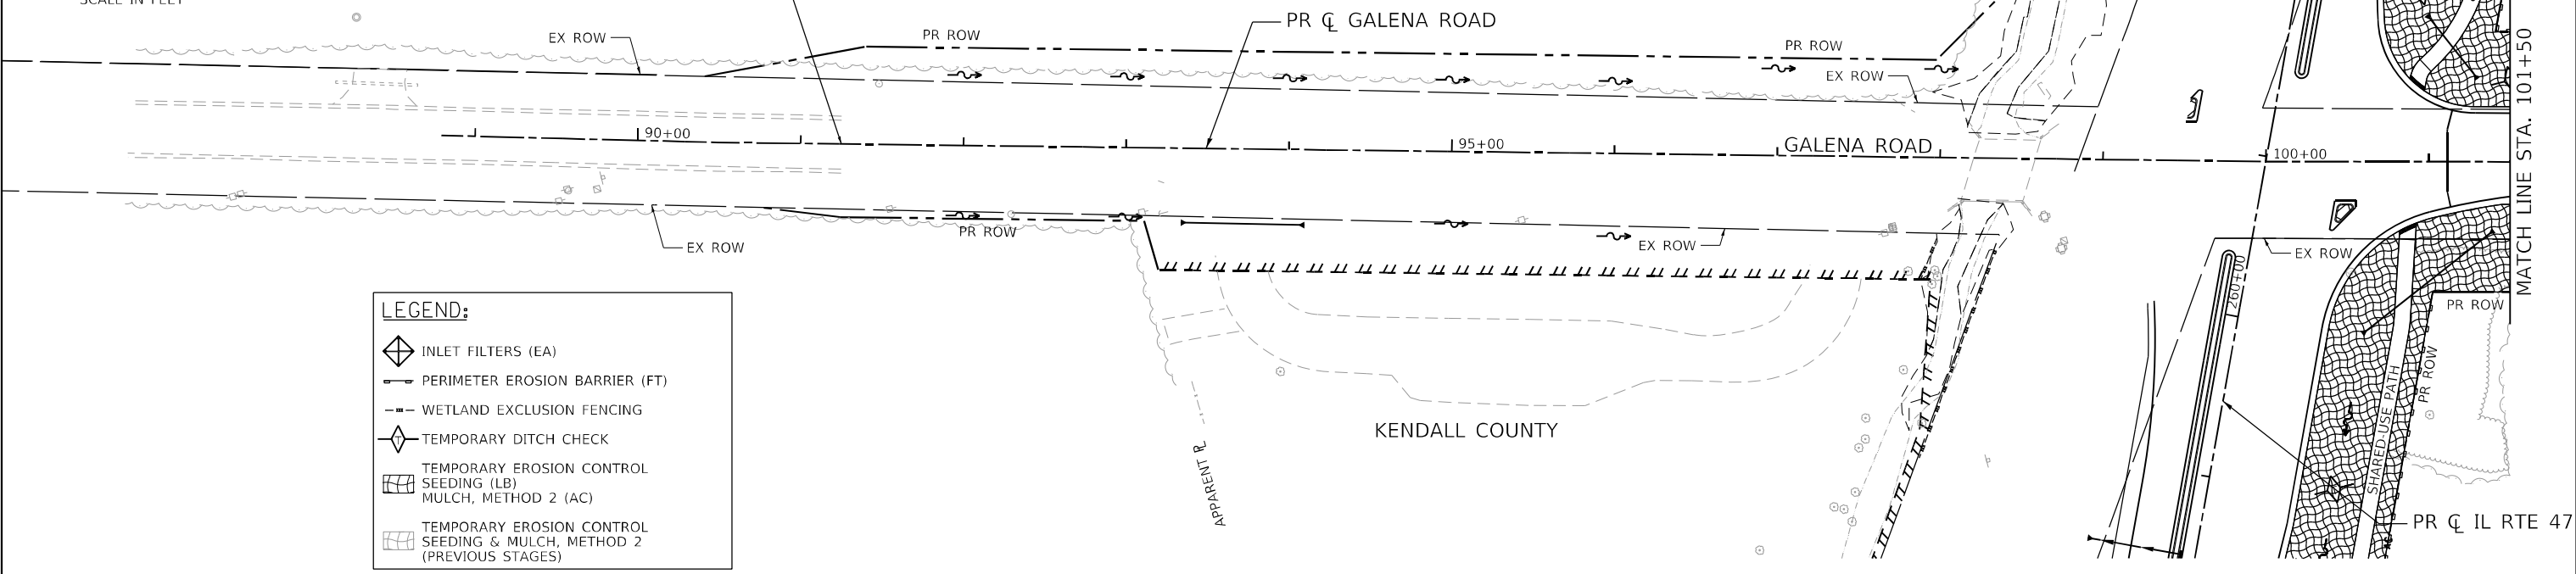 PR ℄ GALENA ROAD
EX ROW
PR ROW
PR ROW
EX ROW
90+00
95+00
GALENA ROAD
100+00
MATCH LINE STA. 101+50
PR ROW
EX ROW
EX ROW
EX ROW
260+00
PR ROW
PR ROW
SHARED-USE PATH
KENDALL COUNTY
APPARENT ⅊
PR ℄ IL RTE 47
LEGEND:
INLET FILTERS (EA)
PERIMETER EROSION BARRIER (FT)
WETLAND EXCLUSION FENCING
TEMPORARY DITCH CHECK
TEMPORARY EROSION CONTROL
SEEDING (LB)
MULCH, METHOD 2 (AC)
TEMPORARY EROSION CONTROL
SEEDING & MULCH, METHOD 2
(PREVIOUS STAGES)